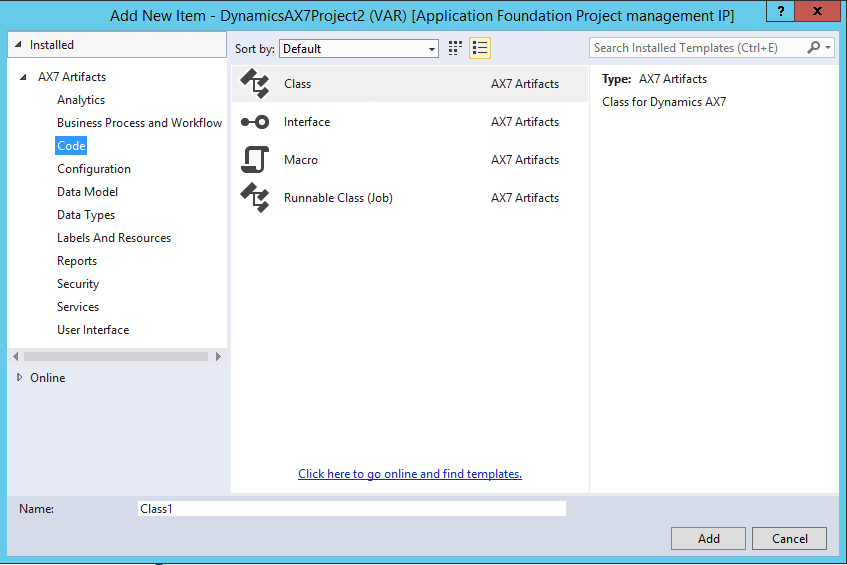 Add New Item - DynamicsAX7Project2 (VAR) [Application Foundation Project management IP]
? x
Installed
Sort by: Default
Search Installed Templates (Ctrl+E)
AX7 Artifacts
Analytics
Business Process and Workflow
Code
Configuration
Data Model
Data Types
Labels And Resources
Reports
Security
Services
User Interface
Online
Class AX7 Artifacts
Interface AX7 Artifacts
Macro AX7 Artifacts
Runnable Class (Job) AX7 Artifacts
Click here to go online and find templates.
Type: AX7 Artifacts
Class for Dynamics AX7
Name: Class1
Add Cancel